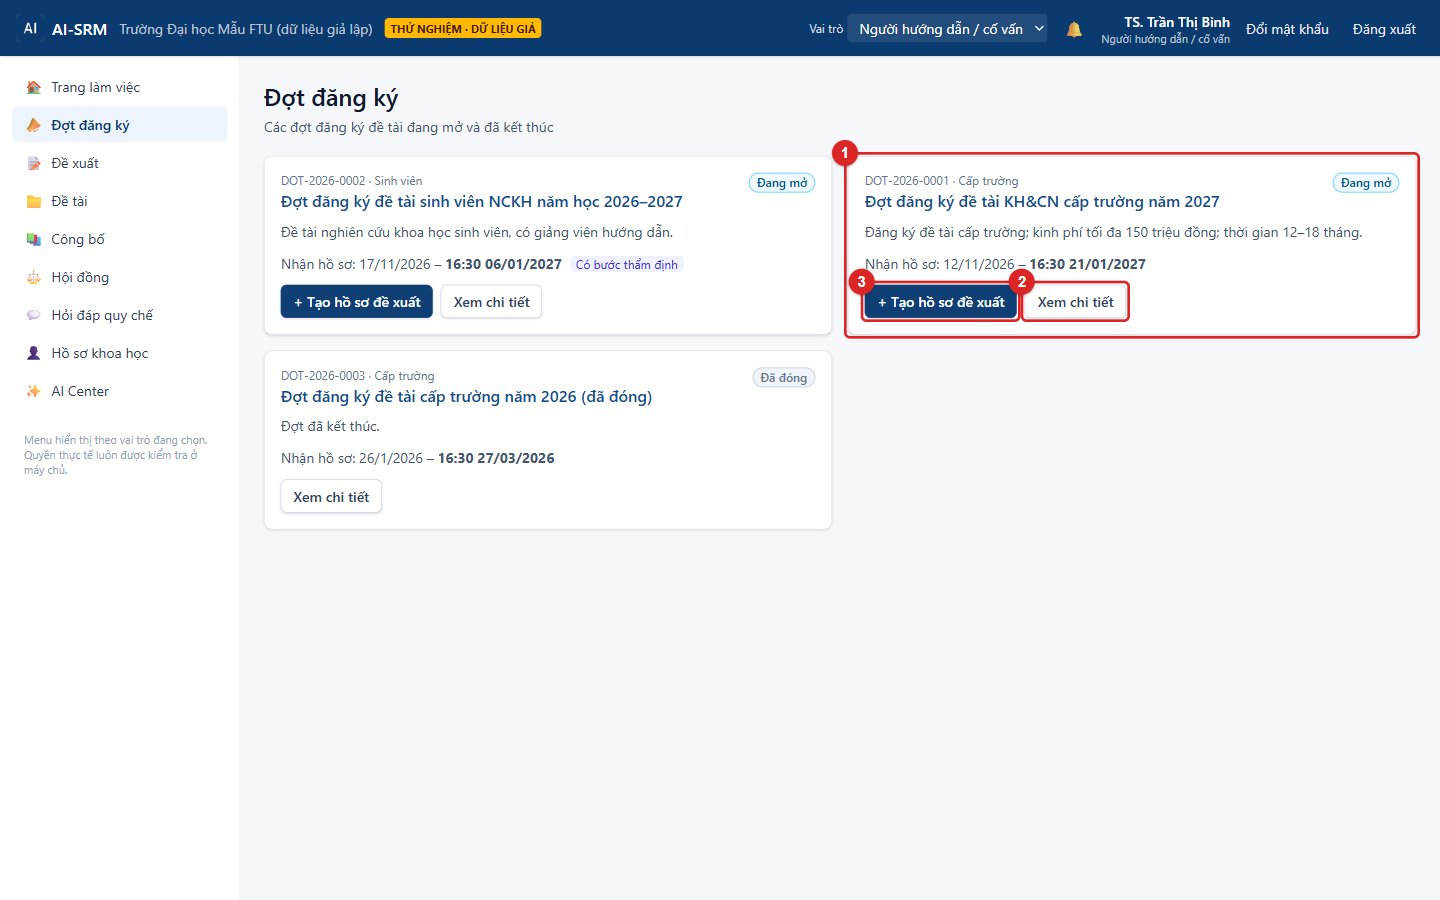 AI AI-SRM Trường Đại học Mẫu FTU (dữ liệu giả lập) THỬ NGHIỆM · DỮ LIỆU GIẢ
Vai trò Người hướng dẫn / cố vấn
TS. Trần Thị Bình
Người hướng dẫn / cố vấn
Đổi mật khẩu
Đăng xuất
Trang làm việc
Đợt đăng ký
Đề xuất
Đề tài
Công bố
Hội đồng
Hỏi đáp quy chế
Hồ sơ khoa học
AI Center
Menu hiển thị theo vai trò đang chọn.
Quyền thực tế luôn được kiểm tra ở
máy chủ.
Đợt đăng ký
Các đợt đăng ký đề tài đang mở và đã kết thúc
DOT-2026-0002 · Sinh viên
Đang mở
Đợt đăng ký đề tài sinh viên NCKH năm học 2026–2027
Đề tài nghiên cứu khoa học sinh viên, có giảng viên hướng dẫn.
Nhận hồ sơ: 17/11/2026 – 16:30 06/01/2027 Có bước thẩm định
+ Tạo hồ sơ đề xuất
Xem chi tiết
1
DOT-2026-0001 · Cấp trường
Đang mở
Đợt đăng ký đề tài KH&CN cấp trường năm 2027
Đăng ký đề tài cấp trường; kinh phí tối đa 150 triệu đồng; thời gian 12–18 tháng.
Nhận hồ sơ: 12/11/2026 – 16:30 21/01/2027
3
+ Tạo hồ sơ đề xuất
2
Xem chi tiết
DOT-2026-0003 · Cấp trường
Đã đóng
Đợt đăng ký đề tài cấp trường năm 2026 (đã đóng)
Đợt đã kết thúc.
Nhận hồ sơ: 26/1/2026 – 16:30 27/03/2026
Xem chi tiết